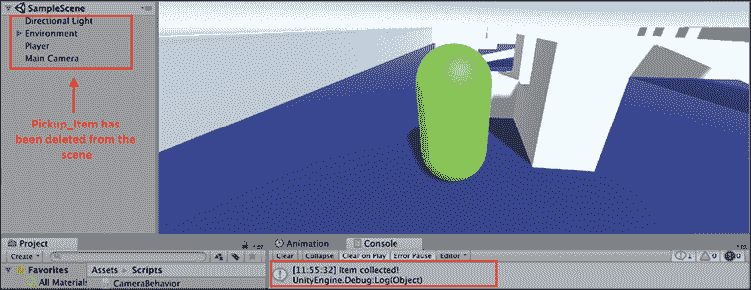 SampleScene
Directional Light
Environment
Player
Main Camera
Pickup_Item has
been deleted from the
scene
Project
Create
Favorites
All Materials
Assets
Scripts
CameraBehavior
Animation
Console
Clear
Collapse
Clear on Play
Error Pause
Editor
1
0
0
[11:55:32] Item collected!
UnityEngine.Debug:Log(Object)